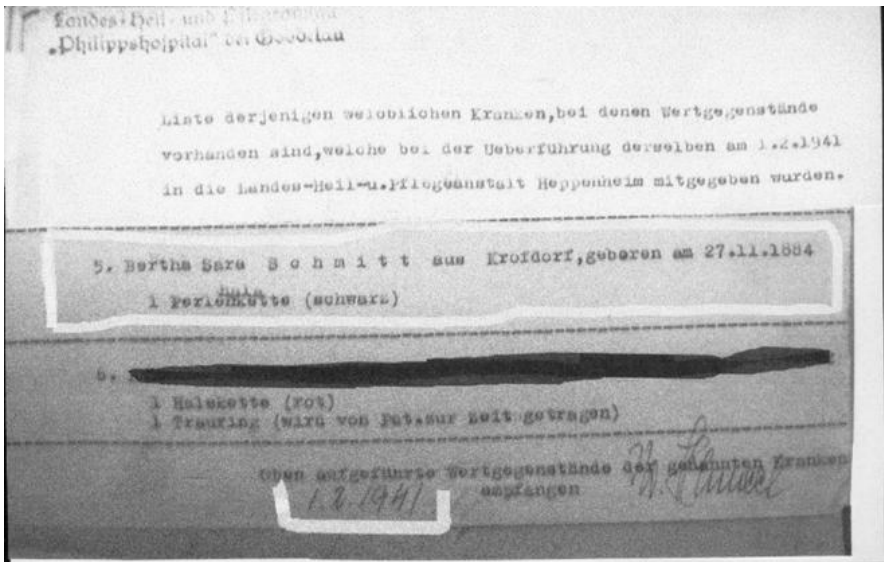 Landes-Heil- und
„Philippshospital" bei Goddelau
Liste derjenigen weiblichen Kranken,bei denen Wertgegenstände
vorhanden sind,welche bei der Ueberführung derselben am 1.2.1941
in die Landes-Heil-u.Pflegeanstalt Heppenheim mitgegeben wurden.
5. Bertha Sara S c h m i t t aus Krofdorf,geboren am 27.11.1884
hals
1 Perlenkette (schwarz)
6.
1 Halskette (rot)
1 Trauring (wird von Pat.zur Zeit getragen)
Oben aufgeführte Wertgegenstände der genannten Kranken
1.2.1941 empfangen